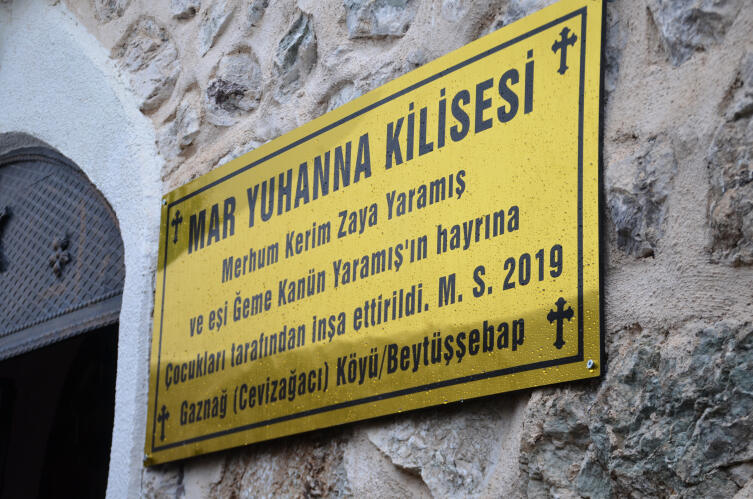 MAR YUHANNA KİLİSESİ
Merhum Kerim Zaya Yaramış
ve eşi Ğeme Kanün Yaramış'ın hayrına
Çocukları tarafından inşa ettirildi. M. S. 2019
Gaznağ (Cevizağacı) Köyü/Beytüşşebap